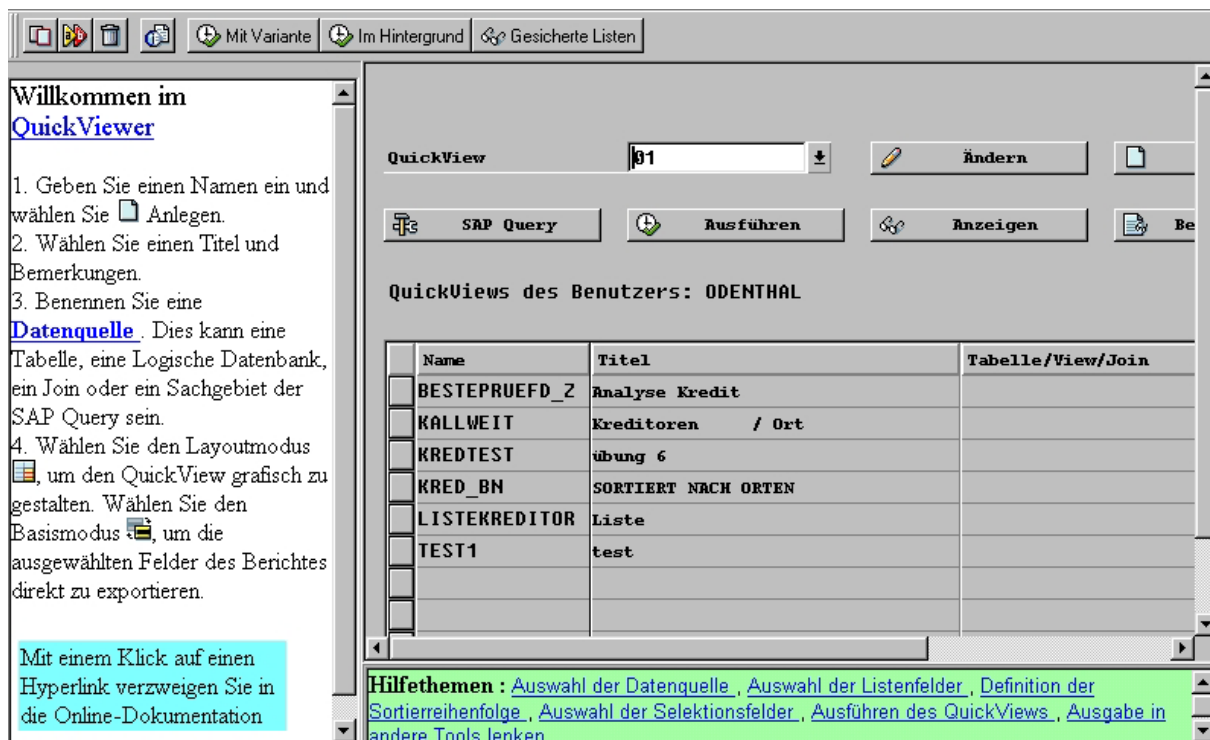 Mit Variante Im Hintergrund Gesicherte Listen
Willkommen im
QuickViewer
1. Geben Sie einen Namen ein und
wählen Sie Anlegen.
2. Wählen Sie einen Titel und
Bemerkungen.
3. Benennen Sie eine
Datenquelle . Dies kann eine
Tabelle, eine Logische Datenbank,
ein Join oder ein Sachgebiet der
SAP Query sein.
4. Wählen Sie den Layoutmodus
, um den QuickView grafisch zu
gestalten. Wählen Sie den
Basismodus , um die
ausgewählten Felder des Berichtes
direkt zu exportieren.
Mit einem Klick auf einen
Hyperlink verzweigen Sie in
die Online-Dokumentation
QuickView 01 Ändern
SAP Query Ausführen Anzeigen Be
QuickViews des Benutzers: ODENTHAL
Name Titel Tabelle/View/Join
BESTEPRUEFD_Z Analyse Kredit
KALLWEIT Kreditoren / Ort
KREDTEST übung 6
KRED_BN SORTIERT NACH ORTEN
LISTEKREDITOR Liste
TEST1 test
Hilfethemen : Auswahl der Datenquelle , Auswahl der Listenfelder , Definition der
Sortierreihenfolge , Auswahl der Selektionsfelder , Ausführen des QuickViews , Ausgabe in
andere Tools lenken